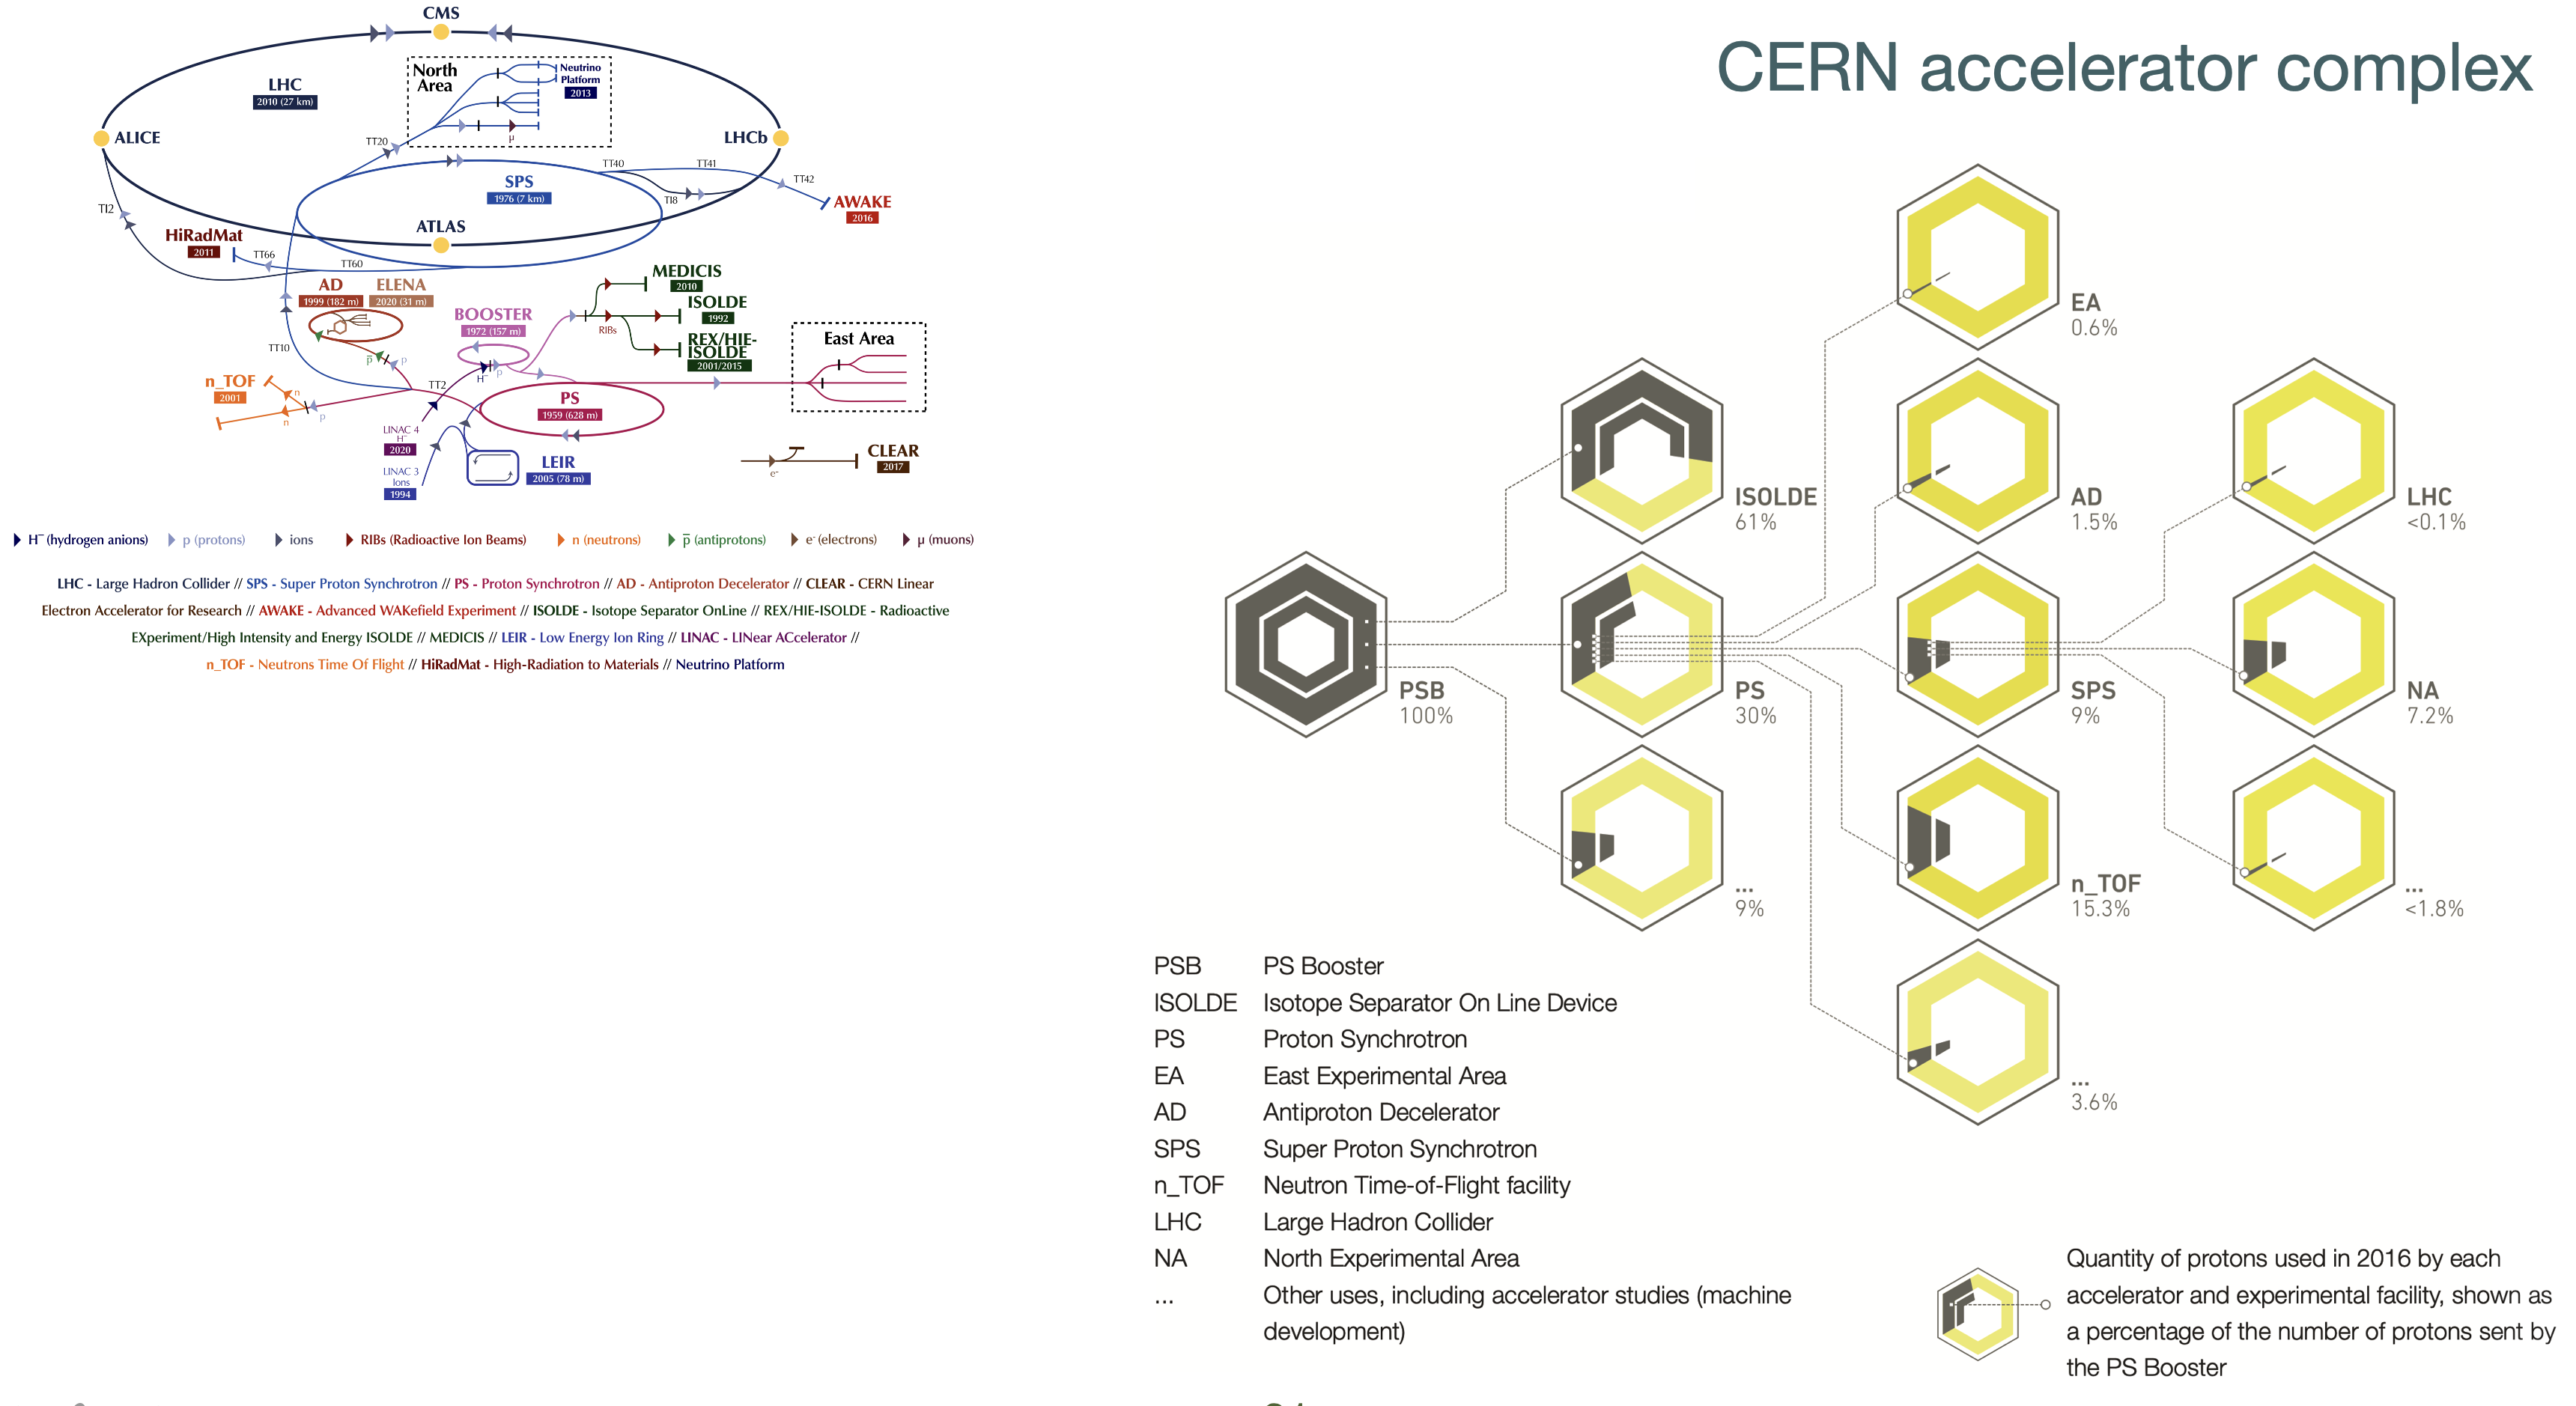 CERN accelerator complex
CMS
North
Area
Neutrino
Platform
2013
LHC
2010 (27 km)
μ
ALICE
LHCb
TT20
TT40
TT41
TT42
SPS
1976 (7 km)
TI8
TI2
AWAKE
2016
ATLAS
HiRadMat
2011
TT66
TT60
AD
1999 (182 m)
ELENA
2020 (31 m)
MEDICIS
2010
BOOSTER
1972 (157 m)
ISOLDE
1992
RIBs
REX/HIE-
ISOLDE
2001/2015
East Area
TT10
p̅
p
n_TOF
2001
n
n
p
TT2
H⁻
p
PS
1959 (628 m)
LINAC 4
H⁻
2020
LINAC 3
Ions
1994
LEIR
2005 (78 m)
e⁻
CLEAR
2017
H⁻ (hydrogen anions) p (protons) ions RIBs (Radioactive Ion Beams) n (neutrons) p̅ (antiprotons) e⁻ (electrons) μ (muons)
LHC - Large Hadron Collider // SPS - Super Proton Synchrotron // PS - Proton Synchrotron // AD - Antiproton Decelerator // CLEAR - CERN Linear
Electron Accelerator for Research // AWAKE - Advanced WAKefield Experiment // ISOLDE - Isotope Separator OnLine // REX/HIE-ISOLDE - Radioactive
EXperiment/High Intensity and Energy ISOLDE // MEDICIS // LEIR - Low Energy Ion Ring // LINAC - LINear ACcelerator //
n_TOF - Neutrons Time Of Flight // HiRadMat - High-Radiation to Materials // Neutrino Platform
EA
0.6%
ISOLDE
61%
AD
1.5%
LHC
<0.1%
PSB
100%
PS
30%
SPS
9%
NA
7.2%
...
9%
n_TOF
15.3%
...
<1.8%
...
3.6%
PSB PS Booster
ISOLDE Isotope Separator On Line Device
PS Proton Synchrotron
EA East Experimental Area
AD Antiproton Decelerator
SPS Super Proton Synchrotron
n_TOF Neutron Time-of-Flight facility
LHC Large Hadron Collider
NA North Experimental Area
... Other uses, including accelerator studies (machine
development)
Quantity of protons used in 2016 by each
accelerator and experimental facility, shown as
a percentage of the number of protons sent by
the PS Booster